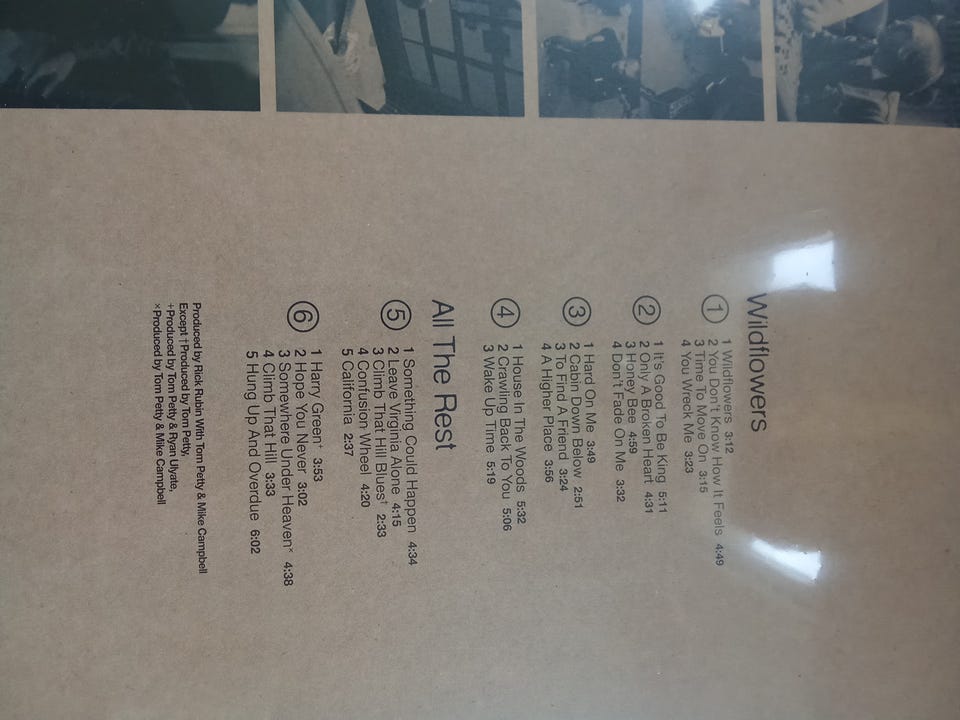 Wildflowers
1
1 Wildflowers 3:12
2 You Don't Know How It Feels 4:49
3 Time To Move On 3:15
4 You Wreck Me 3:23
2
1 It's Good To Be King 5:11
2 Only A Broken Heart 4:31
3 Honey Bee 4:59
4 Don't Fade On Me 3:32
3
1 Hard On Me 3:49
2 Cabin Down Below 2:51
3 To Find A Friend 3:24
4 A Higher Place 3:56
4
1 House In The Woods 5:32
2 Crawling Back To You 5:06
3 Wake Up Time 5:19
All The Rest
5
1 Something Could Happen 4:34
2 Leave Virginia Alone 4:15
3 Climb That Hill Blues† 2:33
4 Confusion Wheel 4:20
5 California 2:37
6
1 Harry Green+ 3:53
2 Hope You Never 3:02
3 Somewhere Under Heaven× 4:38
4 Climb That Hill 3:33
5 Hung Up And Overdue 6:02
Produced by Rick Rubin With Tom Petty & Mike Campbell
Except †Produced by Tom Petty,
+Produced by Tom Petty & Ryan Ulyate,
×Produced by Tom Petty & Mike Campbell